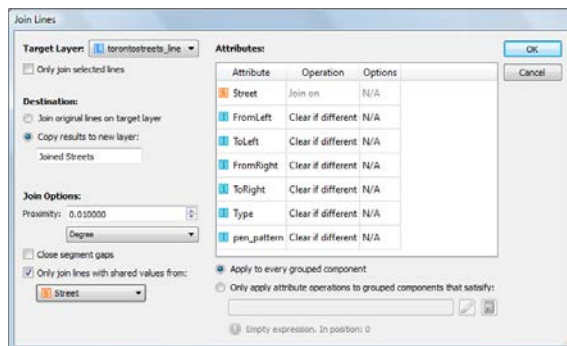 Join Lines
Target Layer: torontostreets_line
Only join selected lines
Destination:
Join original lines on target layer
Copy results to new layer:
Joined Streets
Join Options:
Proximity: 0.010000
Degree
Close segment gaps
Only join lines with shared values from:
Street
Attributes:
Attribute Operation Options
Street Join on N/A
FromLeft Clear if different N/A
ToLeft Clear if different N/A
FromRight Clear if different N/A
ToRight Clear if different N/A
Type Clear if different N/A
pen_pattern Clear if different N/A
Apply to every grouped component
Only apply attribute operations to grouped components that satisfy:
Empty expression. In position: 0
OK
Cancel